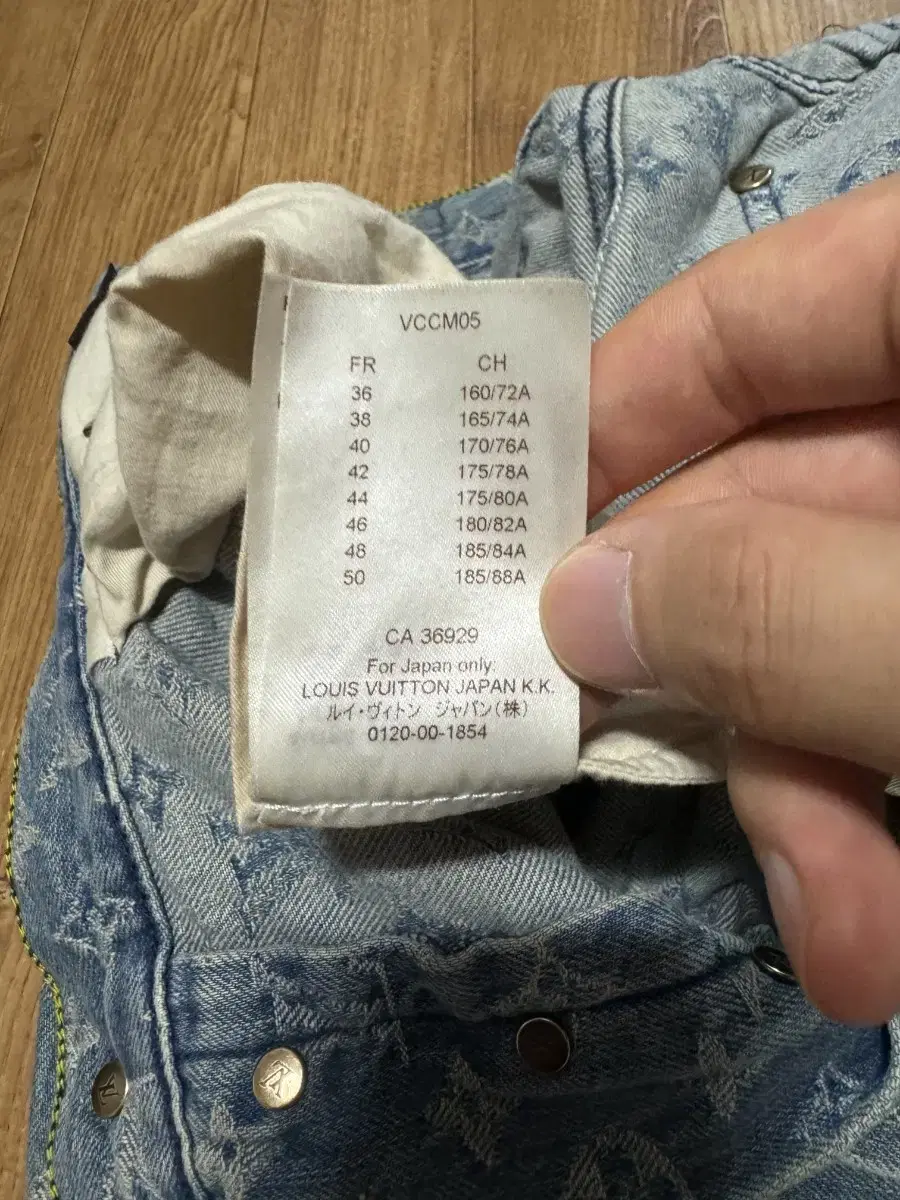 VCCM05
FR CH
36 160/72A
38 165/74A
40 170/76A
42 175/78A
44 175/80A
46 180/82A
48 185/84A
50 185/88A
CA 36929
For Japan only:
LOUIS VUITTON JAPAN K.K.
ルイ・ヴィトン ジャパン(株)
0120-00-1854
LV